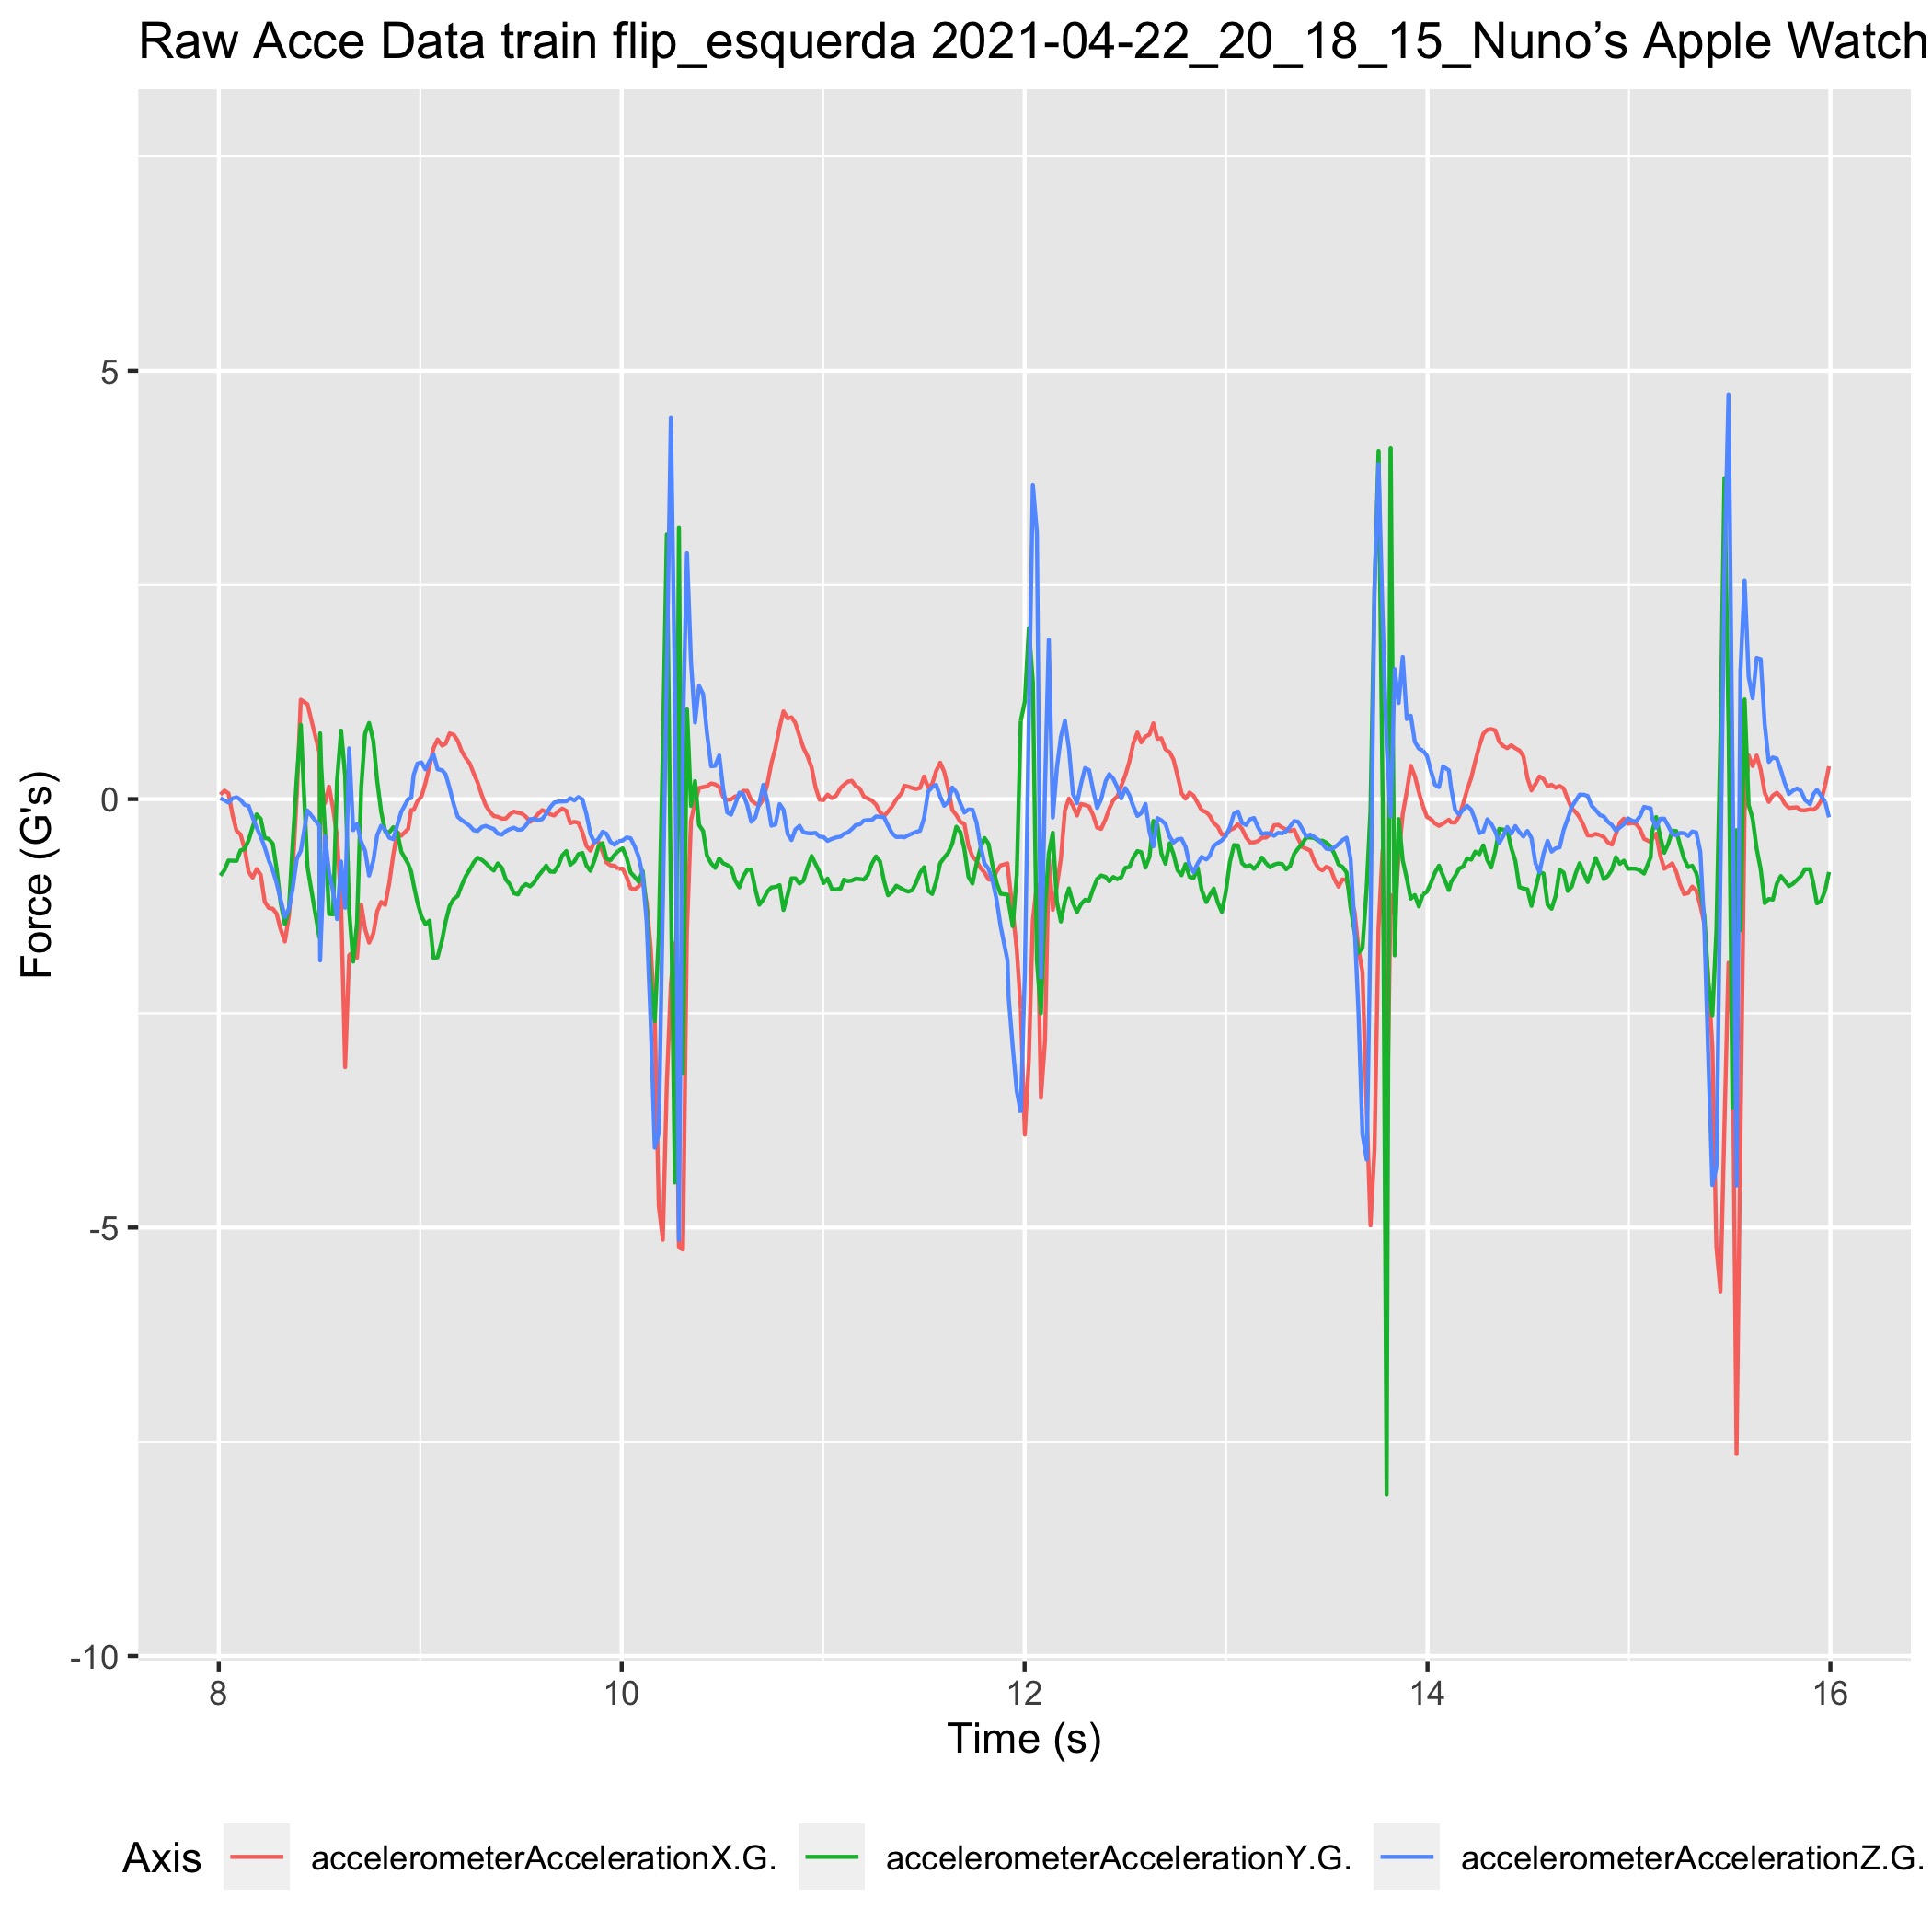 Raw Acce Data train flip_esquerda 2021-04-22_20_18_15_Nuno’s Apple Watch
Force (G's)
5
0
-5
-10
8 10 12 14 16
Time (s)
Axis accelerometerAccelerationX.G. accelerometerAccelerationY.G. accelerometerAccelerationZ.G.